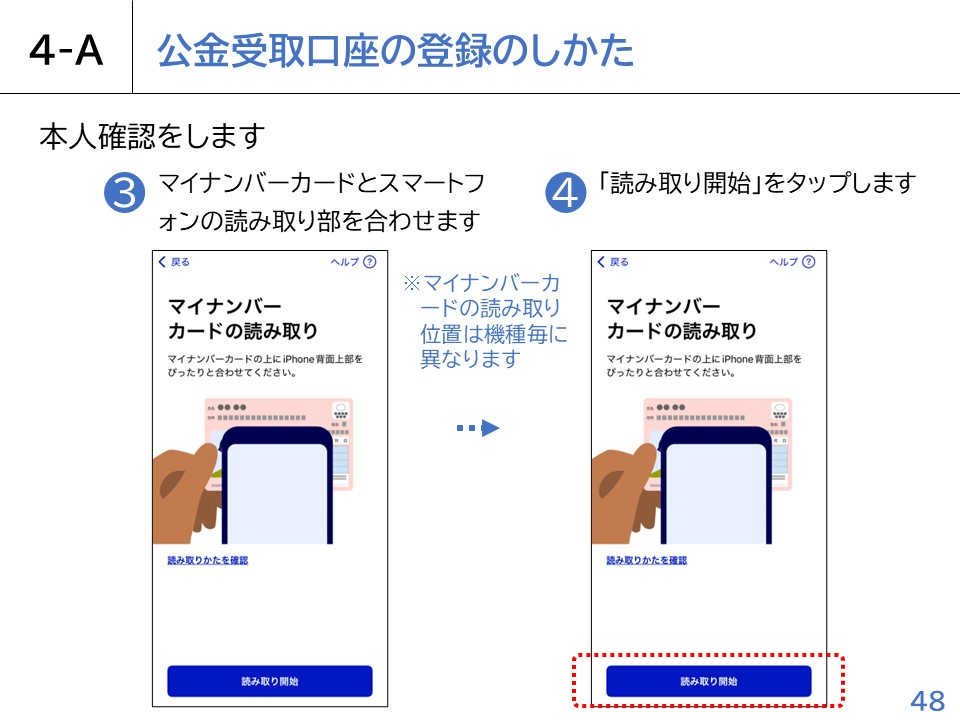 4-A
公金受取口座の登録のしかた
本人確認をします
3
マイナンバーカードとスマートフ
ォンの読み取り部を合わせます
戻る
ヘルプ ?
マイナンバー
カードの読み取り
マイナンバーカードの上にiPhone背面上部を
ぴったりと合わせてください。
読み取りかたを確認
読み取り開始
※マイナンバーカ
ードの読み取り
位置は機種毎に
異なります
4
「読み取り開始」をタップします
戻る
ヘルプ ?
マイナンバー
カードの読み取り
マイナンバーカードの上にiPhone背面上部を
ぴったりと合わせてください。
読み取りかたを確認
読み取り開始
48